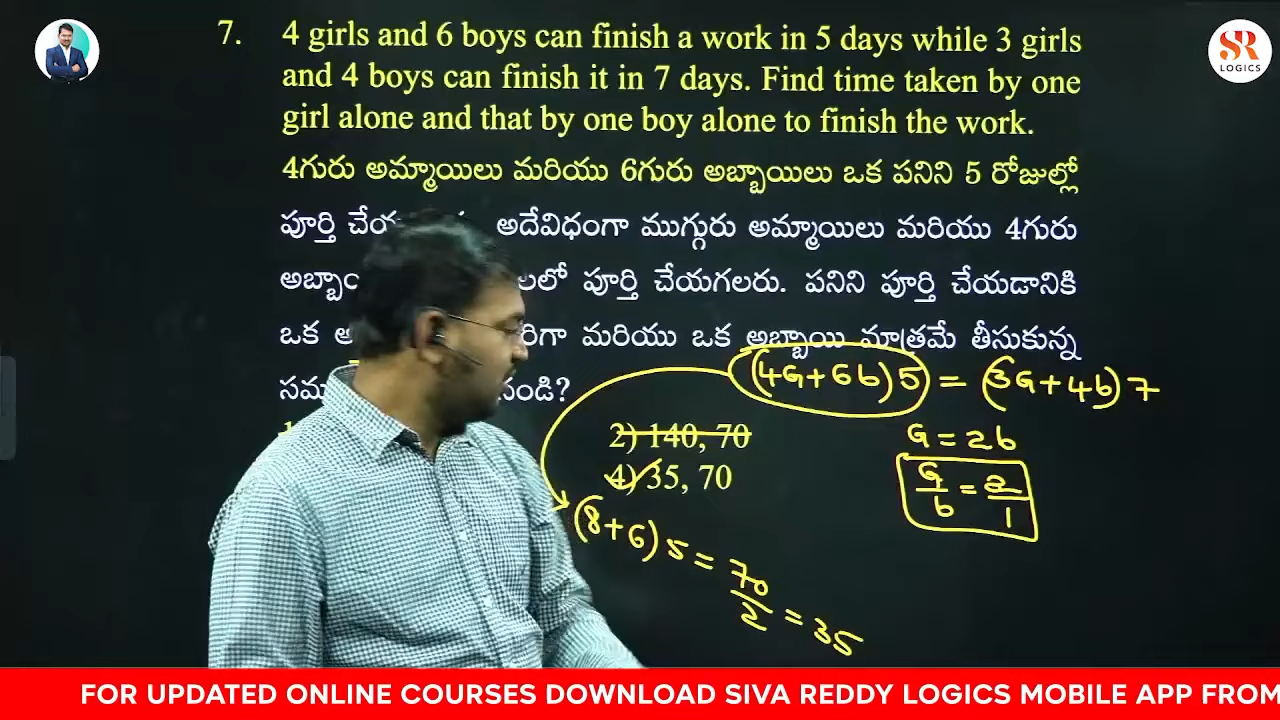 7. 4 girls and 6 boys can finish a work in 5 days while 3 girls
and 4 boys can finish it in 7 days. Find time taken by one
girl alone and that by one boy alone to finish the work.
4గురు అమ్మాయిలు మరియు 6గురు అబ్బాయిలు ఒక పనిని 5 రోజుల్లో
పూర్తి అదేవిధంగా ముగ్గురు అమ్మాయిలు మరియు 4గురు
పూర్తి చేయగలరు. పనిని పూర్తి చేయడానికి
ఒక మరియు ఒక అబ్బాయి మాత్రమే తీసుకున్న
(4G+6b)5 = (3G+4b)7
2) 140, 70
G = 2b
4) 35, 70
G/b = 2/1
(8+6)5 = 70/2 = 35
SR
LOGICS
FOR UPDATED ONLINE COURSES DOWNLOAD SIVA REDDY LOGICS MOBILE APP FROM